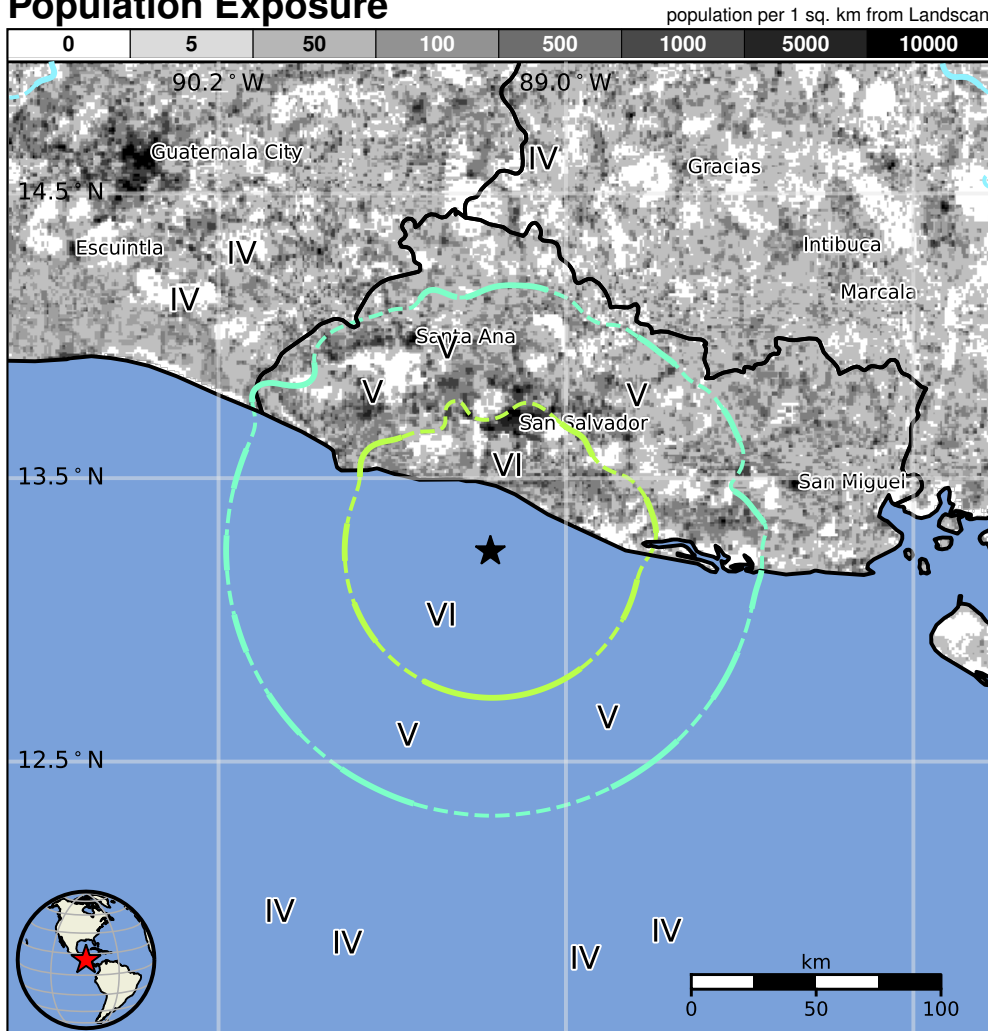 Population Exposure
population per 1 sq. km from Landscan
0 5 50 100 500 1000 5000 10000
90.2°W 89.0°W
Guatemala City
IV
Gracias
14.5°N
Escuintla
IV
Intibuca
IV
Marcala
Santa Ana
V
V
V
San Salvador
VI
13.5°N
San Miguel
VI
V
V
12.5°N
IV
IV
IV
IV
km
0 50 100